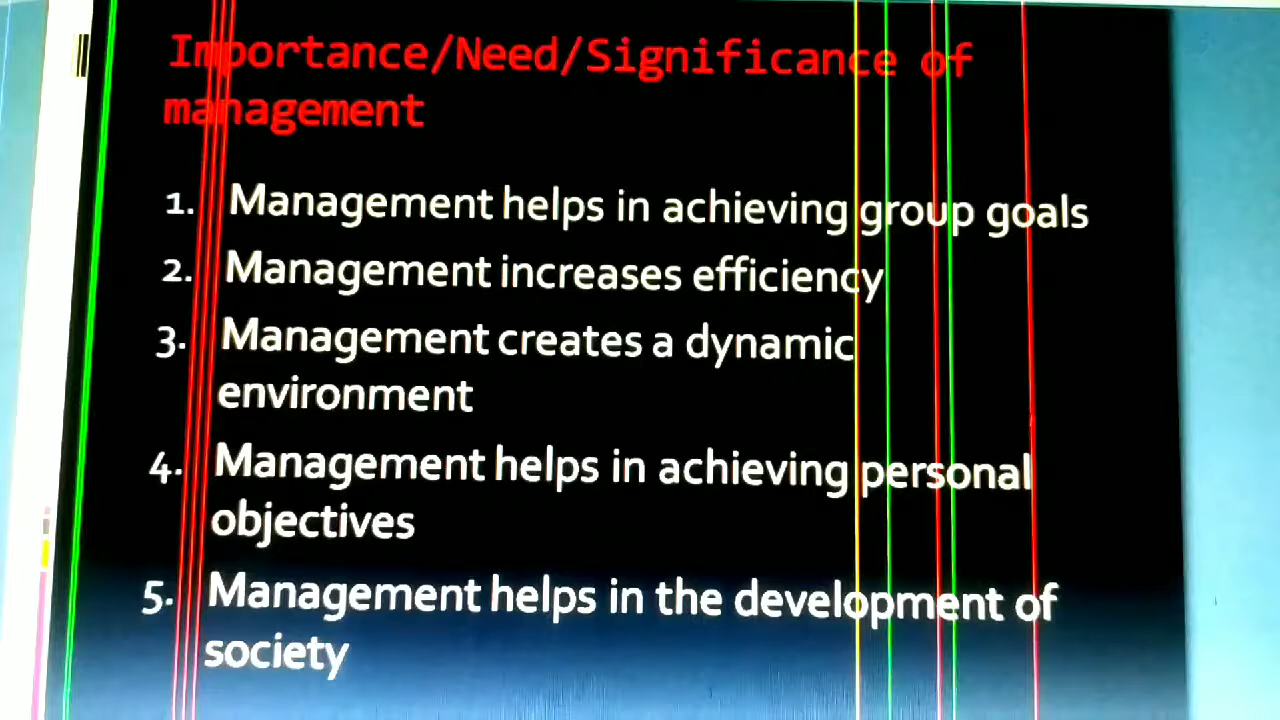 Importance/Need/Significance of
management
1. Management helps in achieving group goals
2. Management increases efficiency
3. Management creates a dynamic
environment
4. Management helps in achieving personal
objectives
5. Management helps in the development of
society